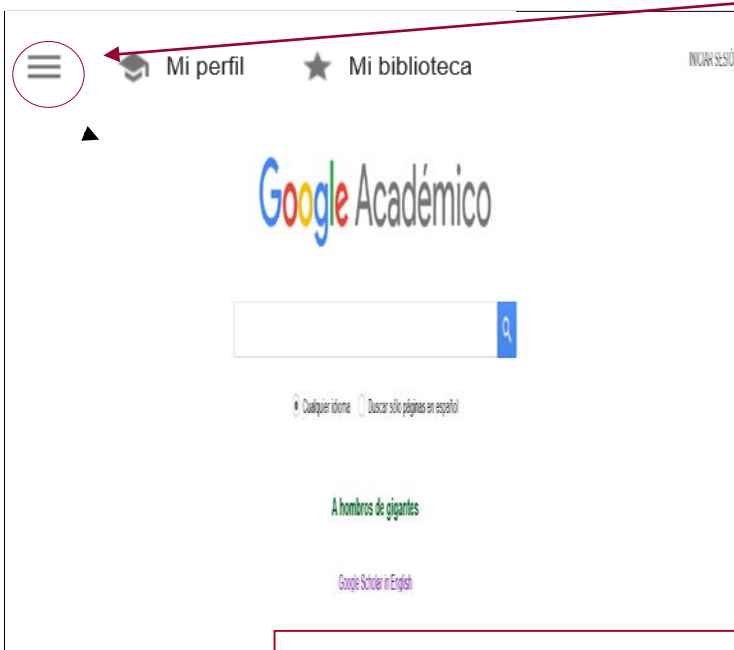 Mi perfil Mi biblioteca INICIAR SESIÓ
Google Académico
Cualquier idioma Buscar sólo páginas en español
A hombros de gigantes
Google Scholar in English